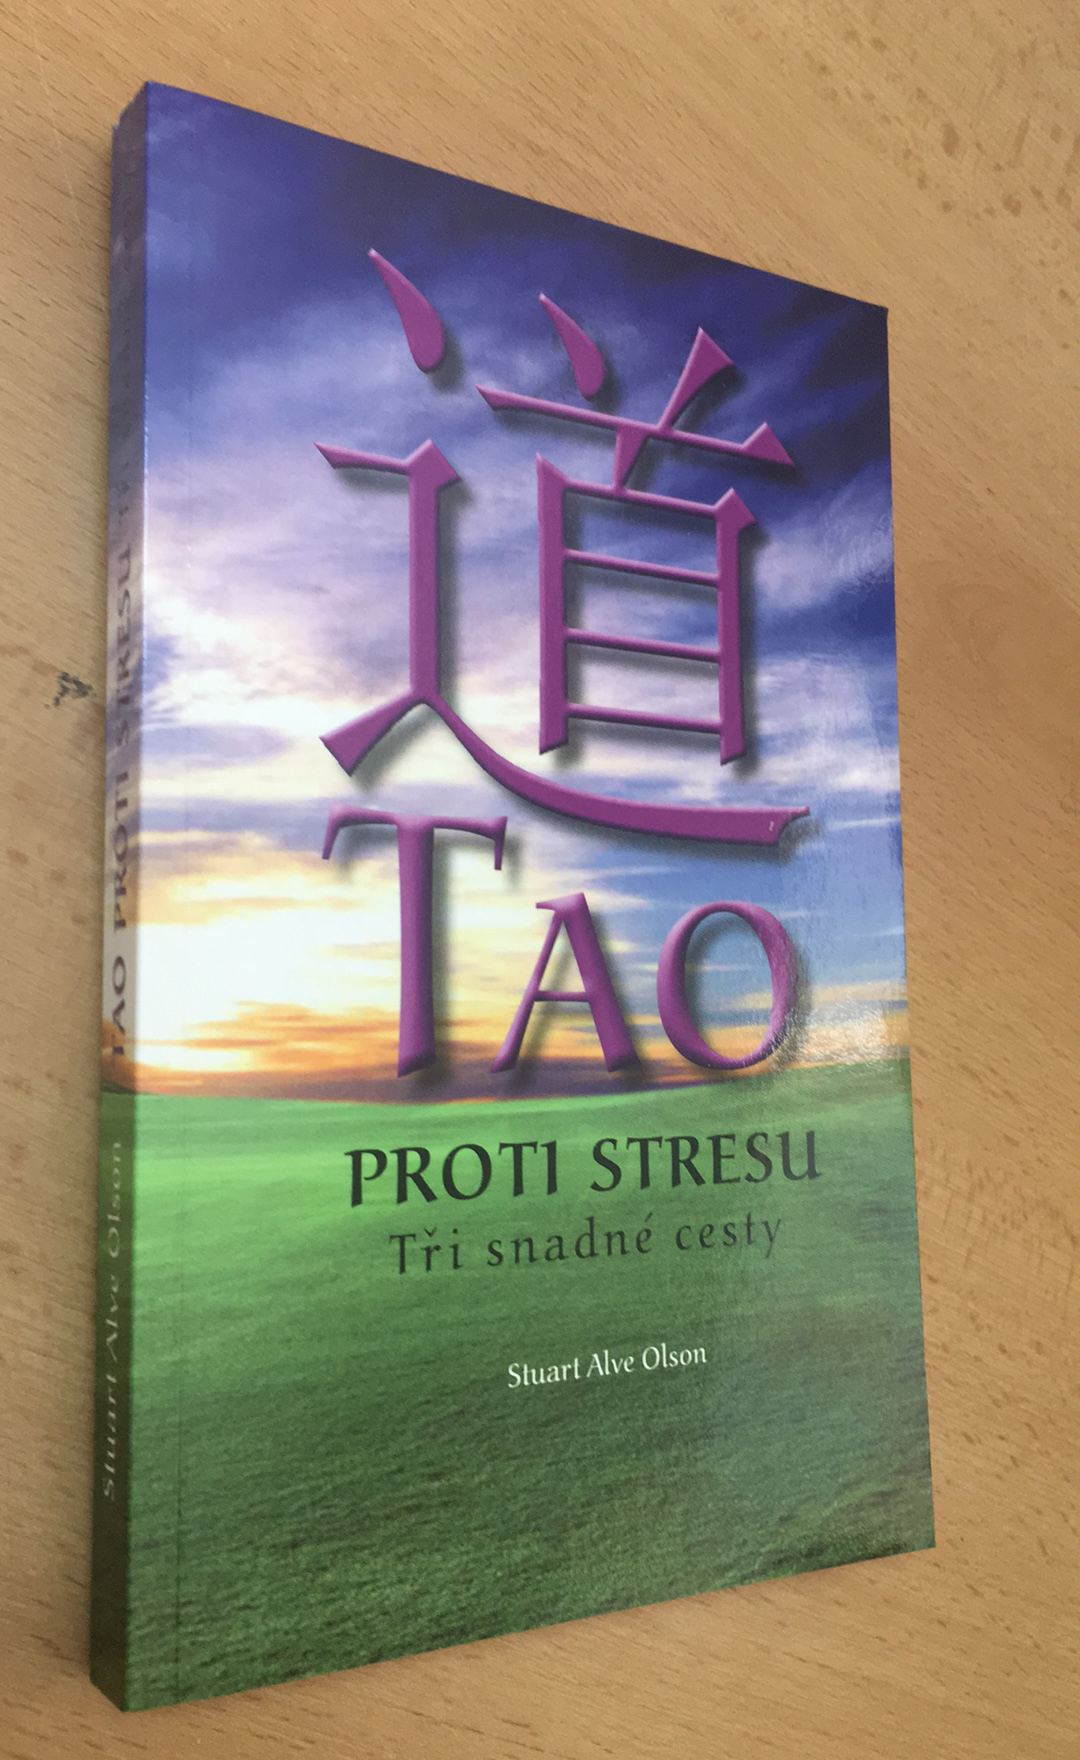 道
TAO
PROTI STRESU
Tři snadné cesty
Stuart Alve Olson
TAO PROTI STRESU
Stuart Alve Olson